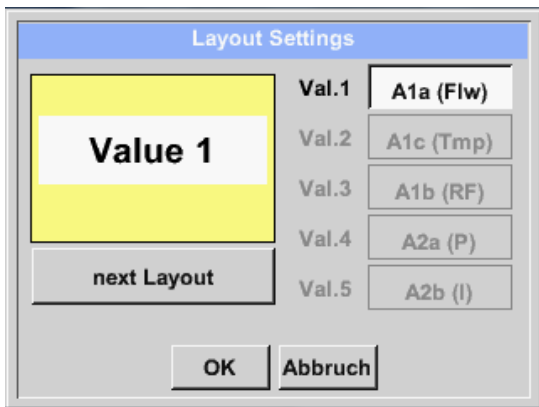 Layout Settings
Value 1
next Layout
Val.1 A1a (Flw)
Val.2 A1c (Tmp)
Val.3 A1b (RF)
Val.4 A2a (P)
Val.5 A2b (I)
OK Abbruch